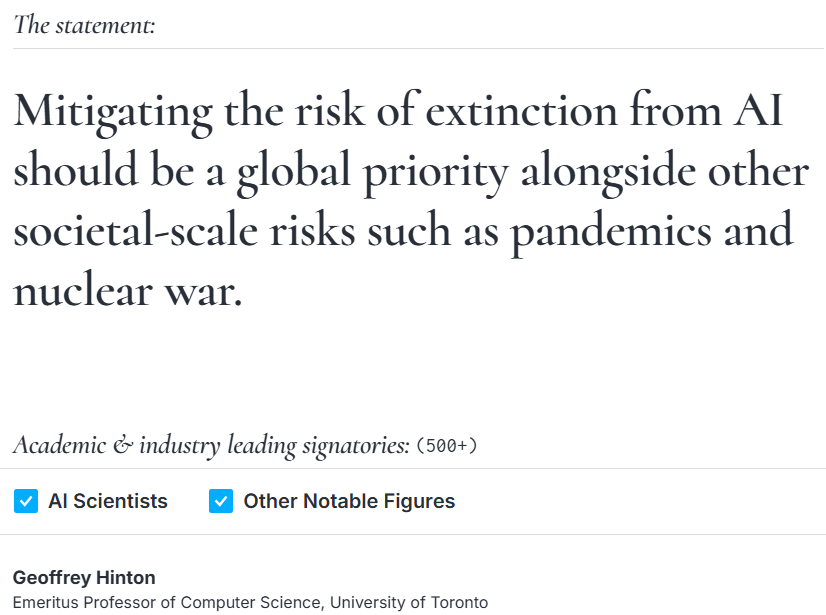 The statement:
Mitigating the risk of extinction from AI
should be a global priority alongside other
societal-scale risks such as pandemics and
nuclear war.
Academic & industry leading signatories: (500+)
AI Scientists Other Notable Figures
Geoffrey Hinton
Emeritus Professor of Computer Science, University of Toronto